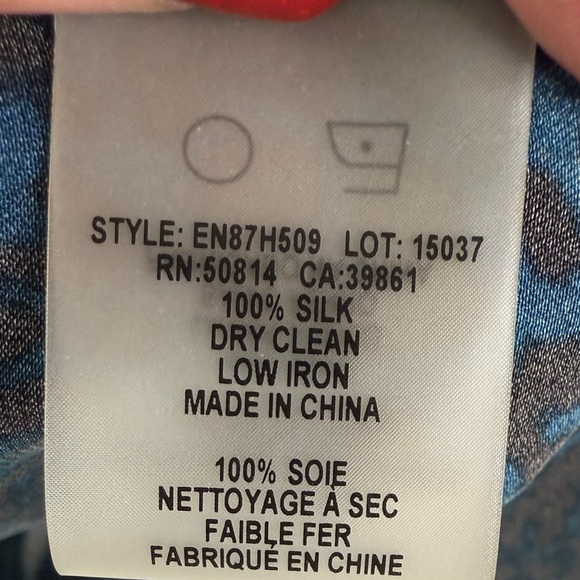 STYLE: EN87H509 LOT: 15037
RN:50814 CA:39861
100% SILK
DRY CLEAN
LOW IRON
MADE IN CHINA
100% SOIE
NETTOYAGE À SEC
FAIBLE FER
FABRIQUÉ EN CHINE